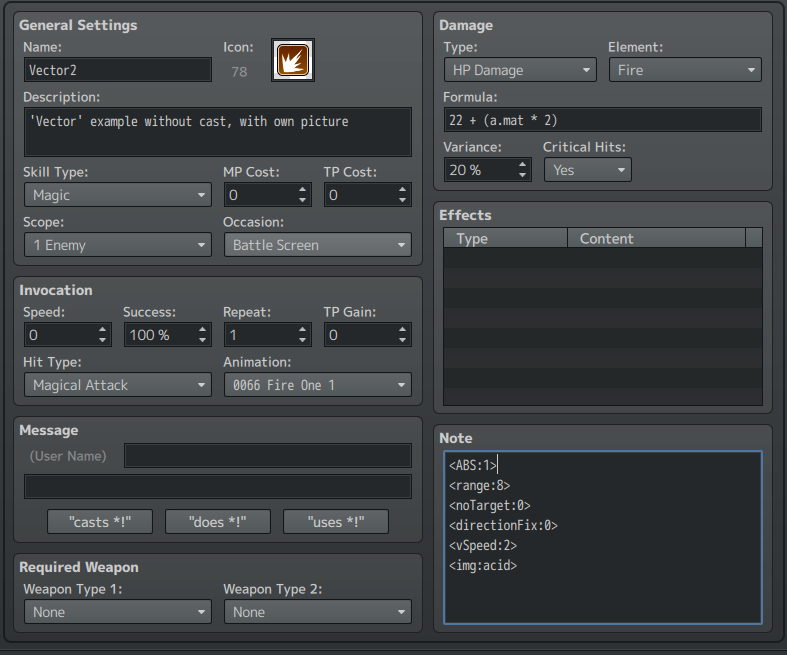 General Settings
Name:
Icon:
Vector2
78
Description:
'Vector' example without cast, with own picture
Skill Type:
MP Cost:
TP Cost:
Magic
0
0
Scope:
Occasion:
1 Enemy
Battle Screen
Invocation
Speed:
Success:
Repeat:
TP Gain:
0
100 %
1
0
Hit Type:
Animation:
Magical Attack
0066 Fire One 1
Message
(User Name)
"casts *!"
"does *!"
"uses *!"
Required Weapon
Weapon Type 1:
Weapon Type 2:
None
None
Damage
Type:
Element:
HP Damage
Fire
Formula:
22 + (a.mat * 2)
Variance:
Critical Hits:
20 %
Yes
Effects
Type
Content
Note
<ABS:1>
<range:8>
<noTarget:0>
<directionFix:0>
<vSpeed:2>
<img:acid>